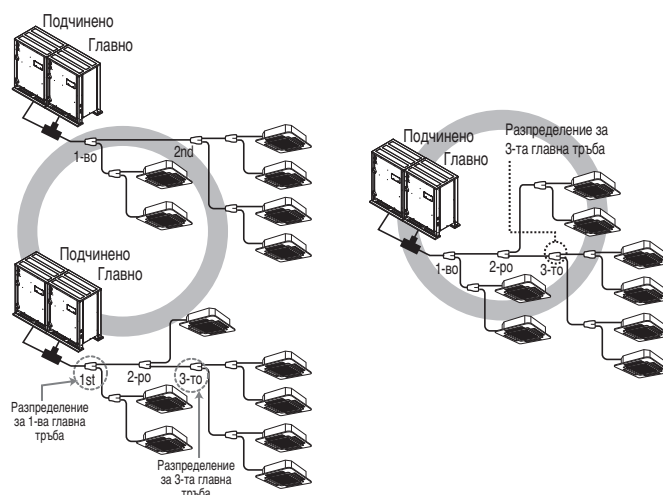 Подчинено
Главно
1-во
2nd
Подчинено
Главно
1st
2-ро
3-то
Разпределение
за 1-ва главна
тръба
Разпределение
за 3-та главна
тръба
Подчинено
Главно
Разпределение за
3-та главна тръба
1-во
2-ро
3-то